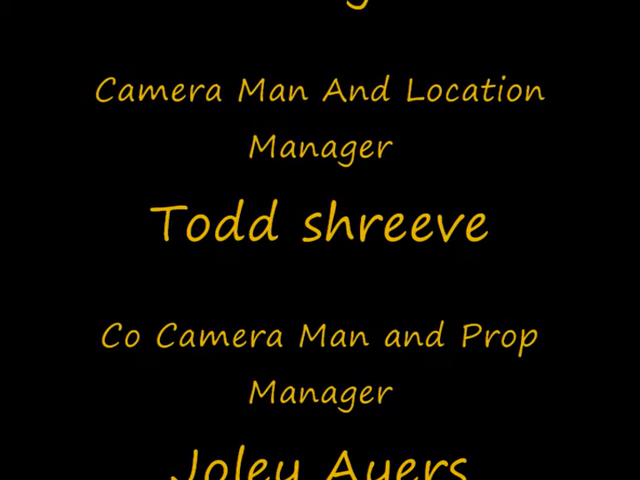 Camera Man And Location
Manager
Todd shreeve
Co Camera Man and Prop
Manager
Joley Ayers